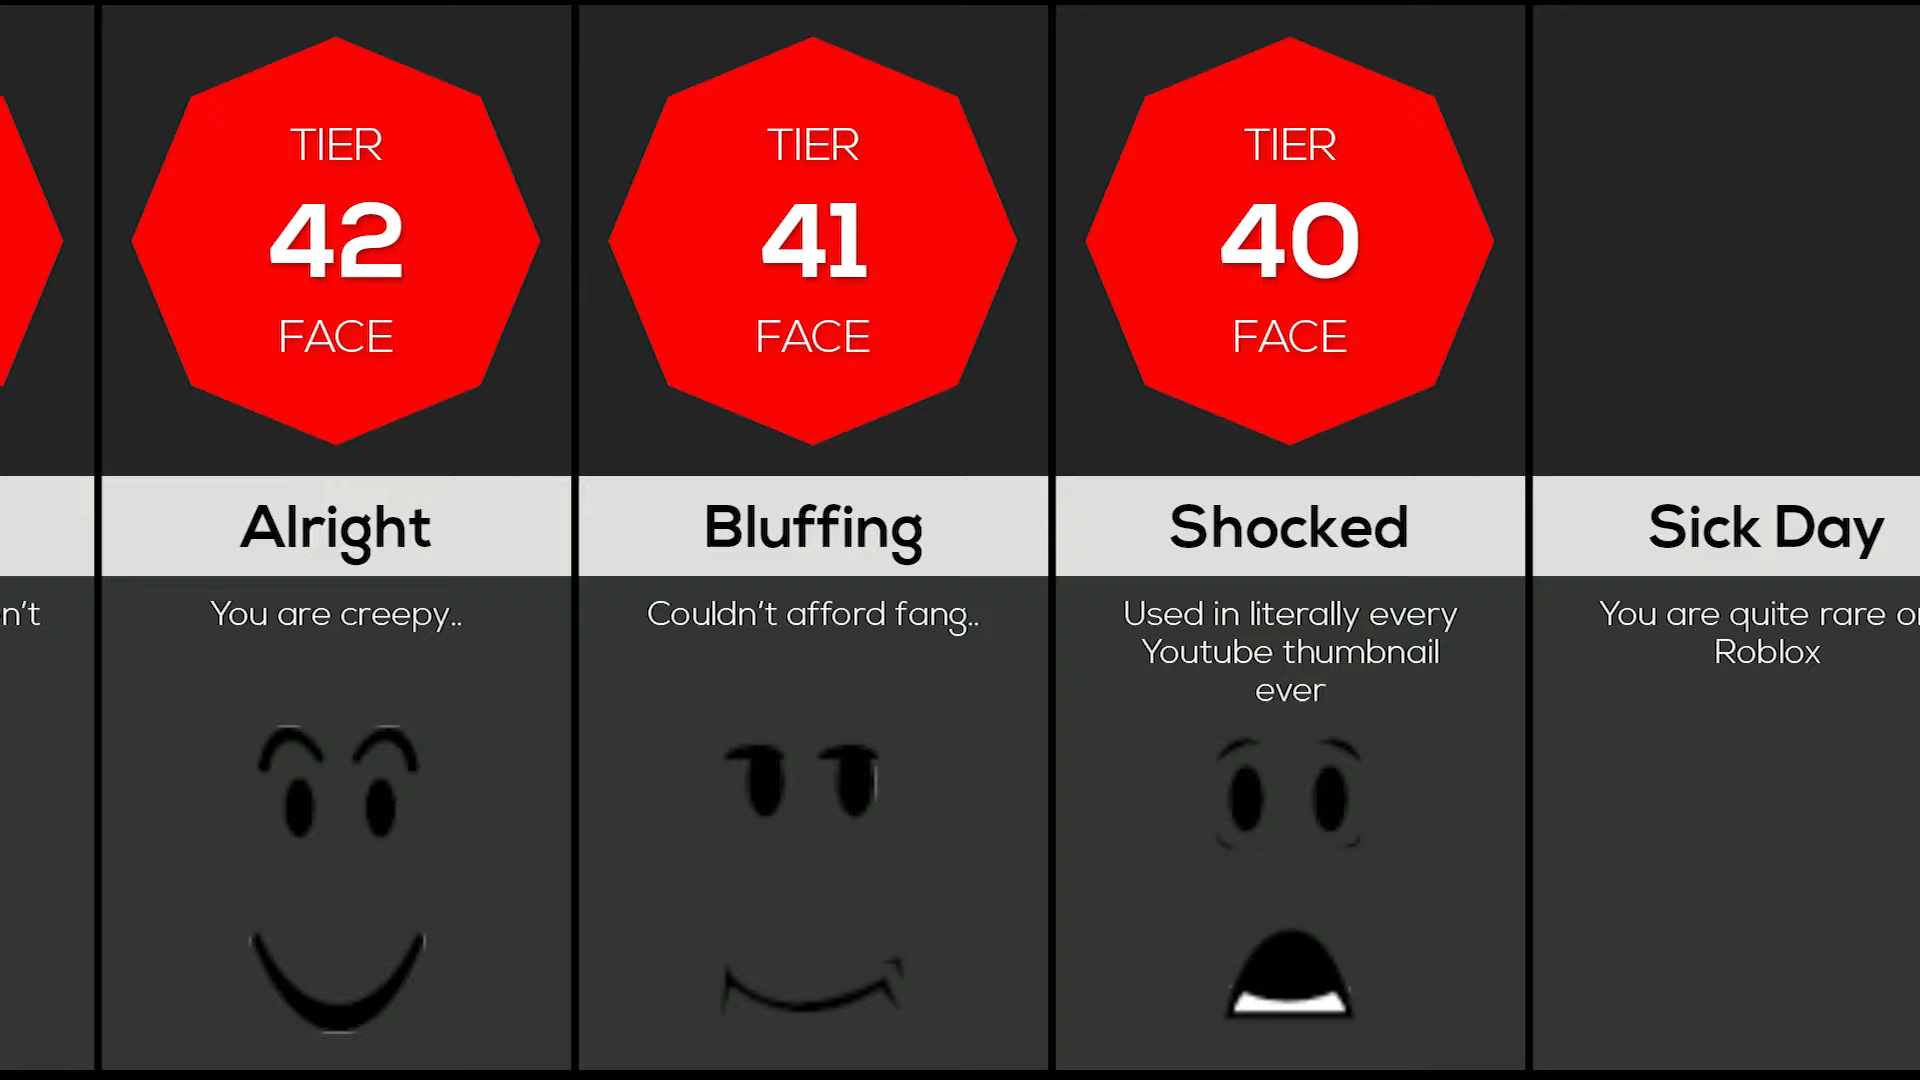 n't
TIER
42
FACE
Alright
You are creepy..
TIER
41
FACE
Bluffing
Couldn't afford fang..
TIER
40
FACE
Shocked
Used in literally every
Youtube thumbnail
ever
Sick Day
You are quite rare on
Roblox